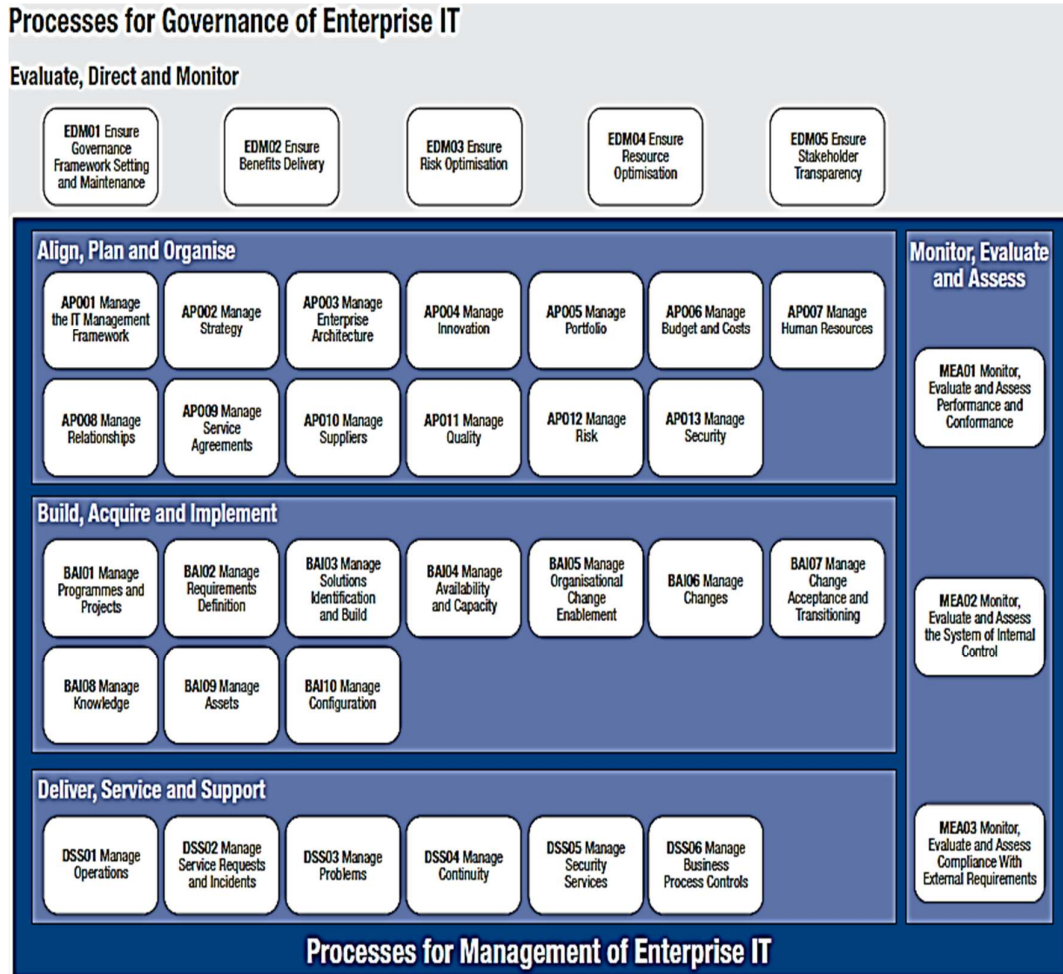 Processes for Governance of Enterprise IT
Evaluate, Direct and Monitor
EDM01 Ensure
Governance
Framework Setting
and Maintenance
EDM02 Ensure
Benefits Delivery
EDM03 Ensure
Risk Optimisation
EDM04 Ensure
Resource
Optimisation
EDM05 Ensure
Stakeholder
Transparency
Align, Plan and Organise
APO01 Manage
the IT Management
Framework
APO02 Manage
Strategy
APO03 Manage
Enterprise
Architecture
APO04 Manage
Innovation
APO05 Manage
Portfolio
APO06 Manage
Budget and Costs
APO07 Manage
Human Resources
APO08 Manage
Relationships
APO09 Manage
Service
Agreements
APO10 Manage
Suppliers
APO11 Manage
Quality
APO12 Manage
Risk
APO13 Manage
Security
Build, Acquire and Implement
BAI01 Manage
Programmes and
Projects
BAI02 Manage
Requirements
Definition
BAI03 Manage
Solutions
Identification
and Build
BAI04 Manage
Availability
and Capacity
BAI05 Manage
Organisational
Change
Enablement
BAI06 Manage
Changes
BAI07 Manage
Change
Acceptance and
Transitioning
BAI08 Manage
Knowledge
BAI09 Manage
Assets
BAI10 Manage
Configuration
Deliver, Service and Support
DSS01 Manage
Operations
DSS02 Manage
Service Requests
and Incidents
DSS03 Manage
Problems
DSS04 Manage
Continuity
DSS05 Manage
Security
Services
DSS06 Manage
Business
Process Controls
Monitor, Evaluate
and Assess
MEA01 Monitor,
Evaluate and Assess
Performance and
Conformance
MEA02 Monitor,
Evaluate and Assess
the System of Internal
Control
MEA03 Monitor,
Evaluate and Assess
Compliance With
External Requirements
Processes for Management of Enterprise IT